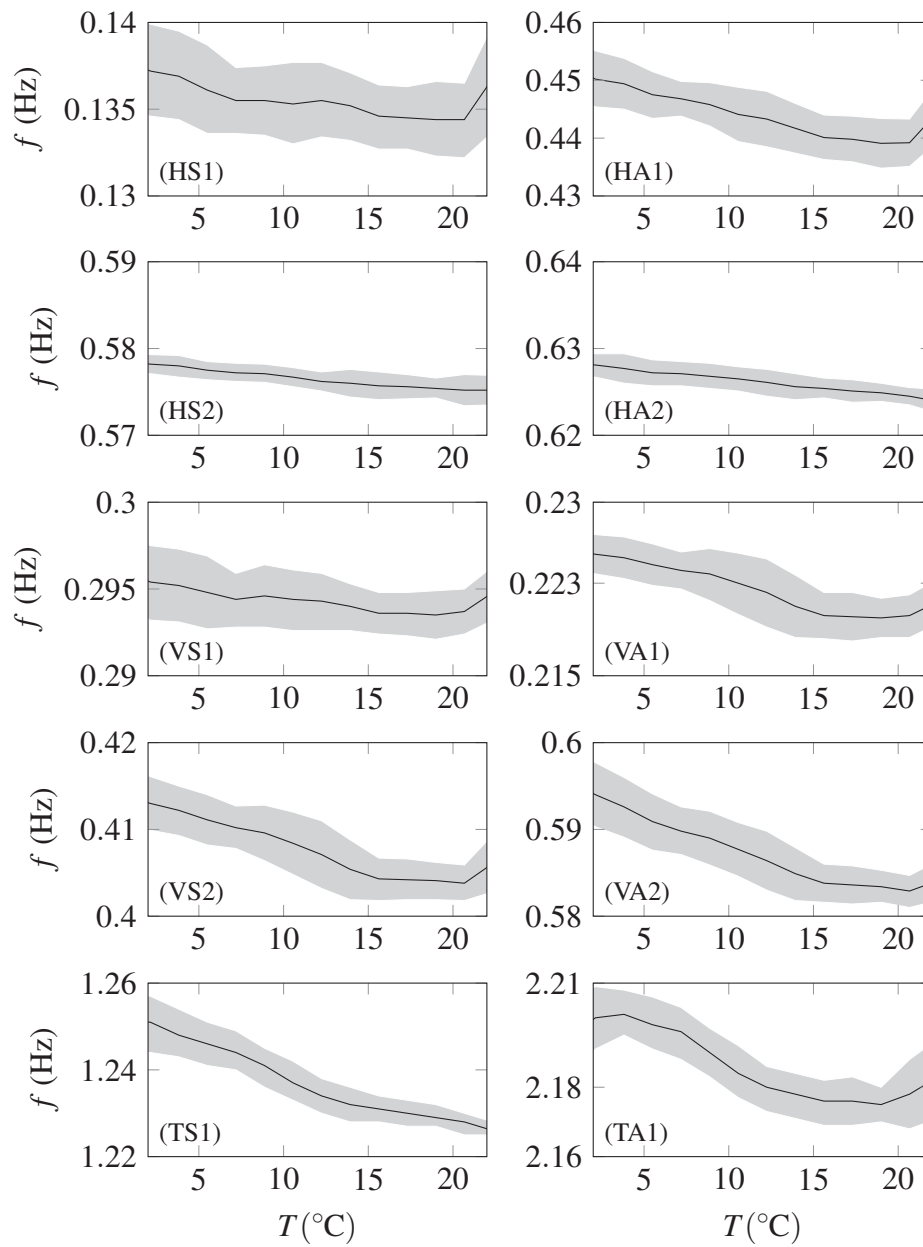 0.14
0.135
0.13
f (Hz)
(HS1)
5 10 15 20
0.46
0.45
0.44
0.43
(HA1)
5 10 15 20
0.59
0.58
0.57
f (Hz)
(HS2)
5 10 15 20
0.64
0.63
0.62
(HA2)
5 10 15 20
0.3
0.295
0.29
f (Hz)
(VS1)
5 10 15 20
0.23
0.223
0.215
(VA1)
5 10 15 20
0.42
0.41
0.4
f (Hz)
(VS2)
5 10 15 20
0.6
0.59
0.58
(VA2)
5 10 15 20
1.26
1.24
1.22
f (Hz)
(TS1)
5 10 15 20
T (°C)
2.21
2.18
2.16
(TA1)
5 10 15 20
T (°C)